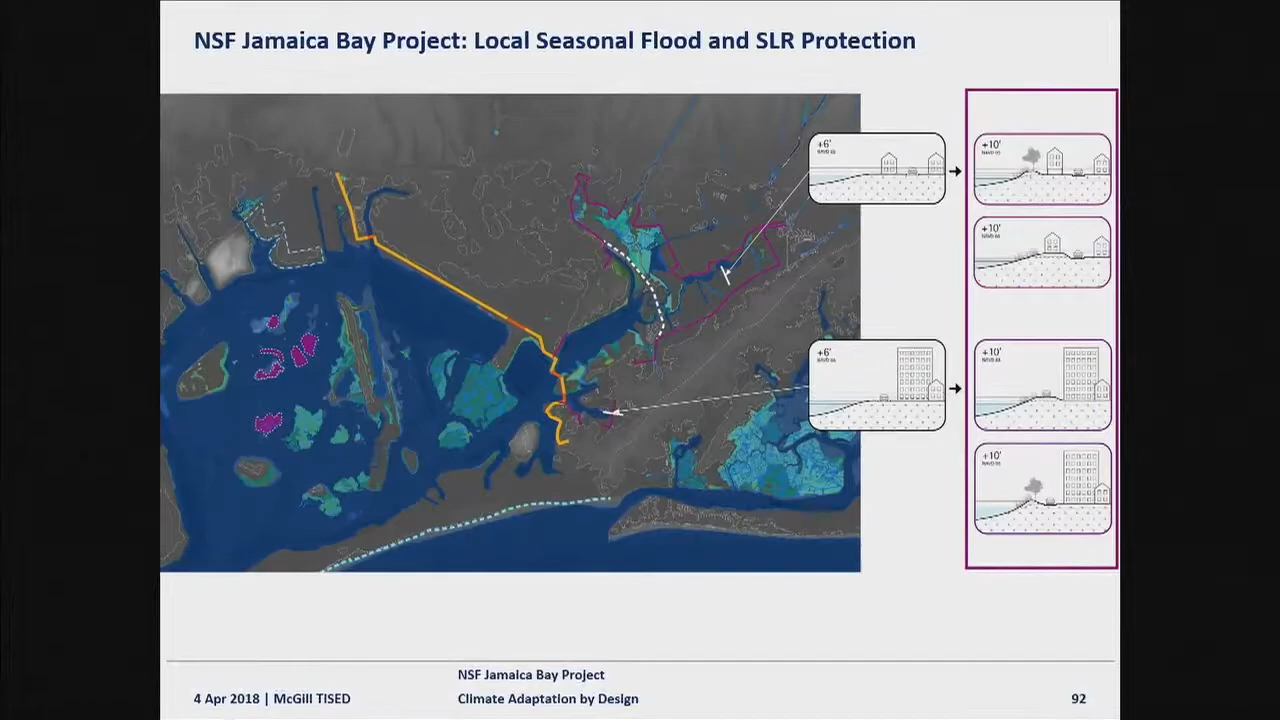 NSF Jamaica Bay Project: Local Seasonal Flood and SLR Protection
+6'
+10'
+10'
+6'
+10'
+10'
NSF Jamaica Bay Project
4 Apr 2018 | McGill TISED
Climate Adaptation by Design
92